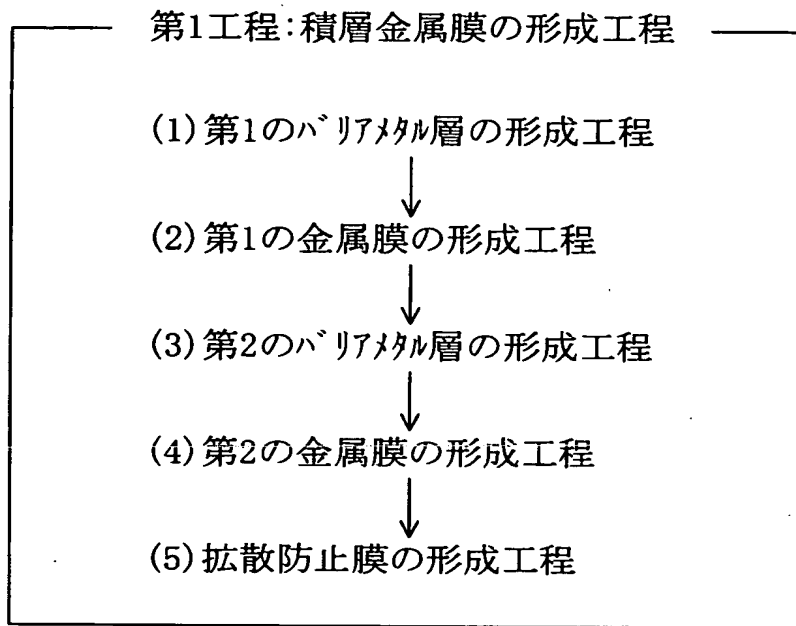 第1工程:積層金属膜の形成工程
(1)第1のﾊﾞﾘｱﾒﾀﾙ層の形成工程
(2)第1の金属膜の形成工程
(3)第2のﾊﾞﾘｱﾒﾀﾙ層の形成工程
(4)第2の金属膜の形成工程
(5)拡散防止膜の形成工程